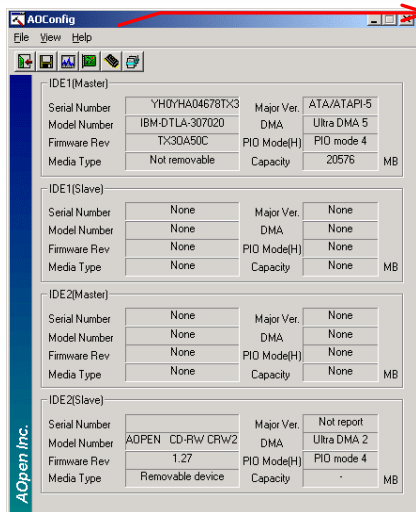 AOConfig
File View Help
IDE1(Master)
Serial Number YH0YHA04678TX3 Major Ver. ATA/ATAPI-5
Model Number IBM-DTLA-307020 DMA Ultra DMA 5
Firmware Rev TX3OA50C PIO Mode(H) PIO mode 4
Media Type Not removable Capacity 20576 MB
IDE1(Slave)
Serial Number None Major Ver. None
Model Number None DMA None
Firmware Rev None PIO Mode(H) None
Media Type None Capacity None MB
IDE2(Master)
Serial Number None Major Ver. None
Model Number None DMA None
Firmware Rev None PIO Mode(H) None
Media Type None Capacity None MB
IDE2(Slave)
Serial Number Major Ver. Not report
Model Number AOPEN CD-RW CRW2 DMA Ultra DMA 2
Firmware Rev 1.27 PIO Mode(H) PIO mode 4
Media Type Removable device Capacity - MB
AOpen Inc.